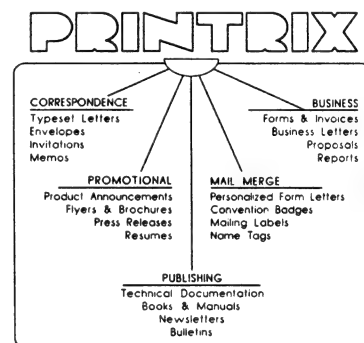 PRINTRIX
CORRESPONDENCE
Typeset Letters
Envelopes
Invitations
Memos
BUSINESS
Forms & Invoices
Business Letters
Proposals
Reports
PROMOTIONAL
Product Announcements
Flyers & Brochures
Press Releases
Resumes
MAIL MERGE
Personalized Form Letters
Convention Badges
Mailing Labels
Name Tags
PUBLISHING
Technical Documentation
Books & Manuals
Newsletters
Bulletins